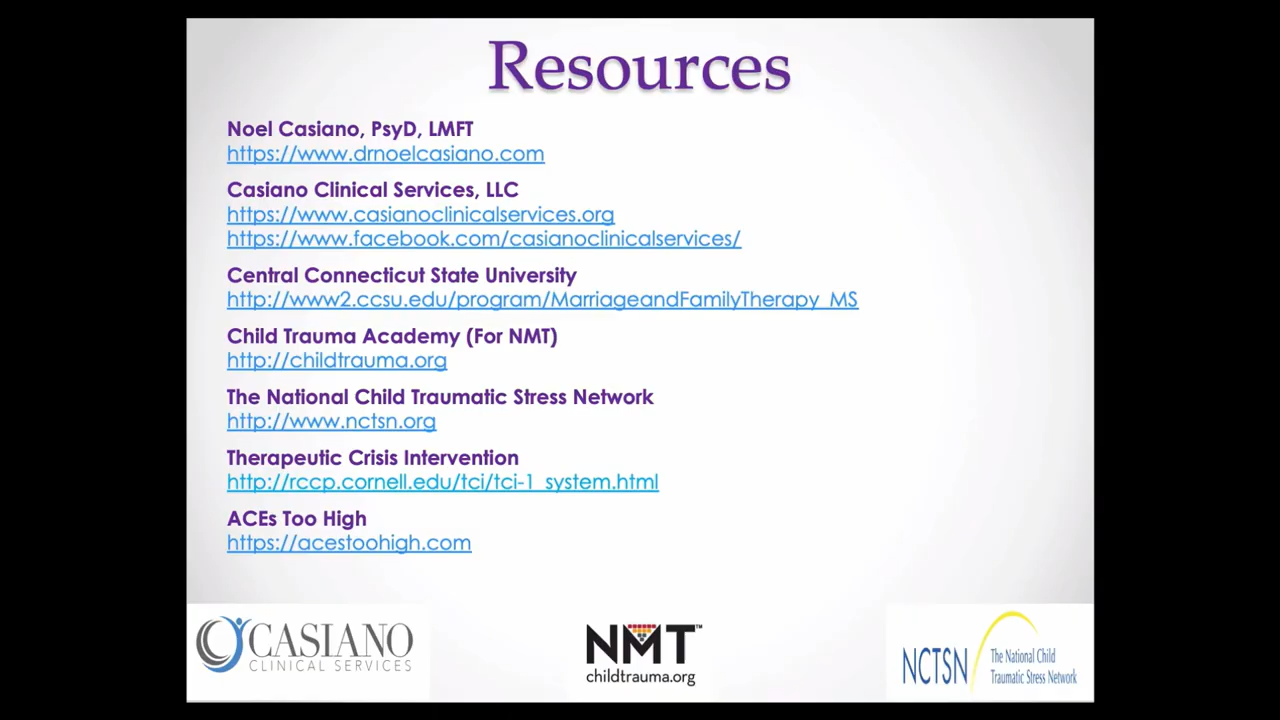 Resources
Noel Casiano, PsyD, LMFT
https://www.drnoelcasiano.com
Casiano Clinical Services, LLC
https://www.casianoclinicalservices.org
https://www.facebook.com/casianoclinicalservices/
Central Connecticut State University
http://www2.ccsu.edu/program/MarriageandFamilyTherapy_MS
Child Trauma Academy (For NMT)
http://childtrauma.org
The National Child Traumatic Stress Network
http://www.nctsn.org
Therapeutic Crisis Intervention
http://rccp.cornell.edu/tci/tci-1_system.html
ACEs Too High
https://acestoohigh.com
CASIANO
CLINICAL SERVICES
NMT™
childtrauma.org
NCTSN
The National Child
Traumatic Stress Network